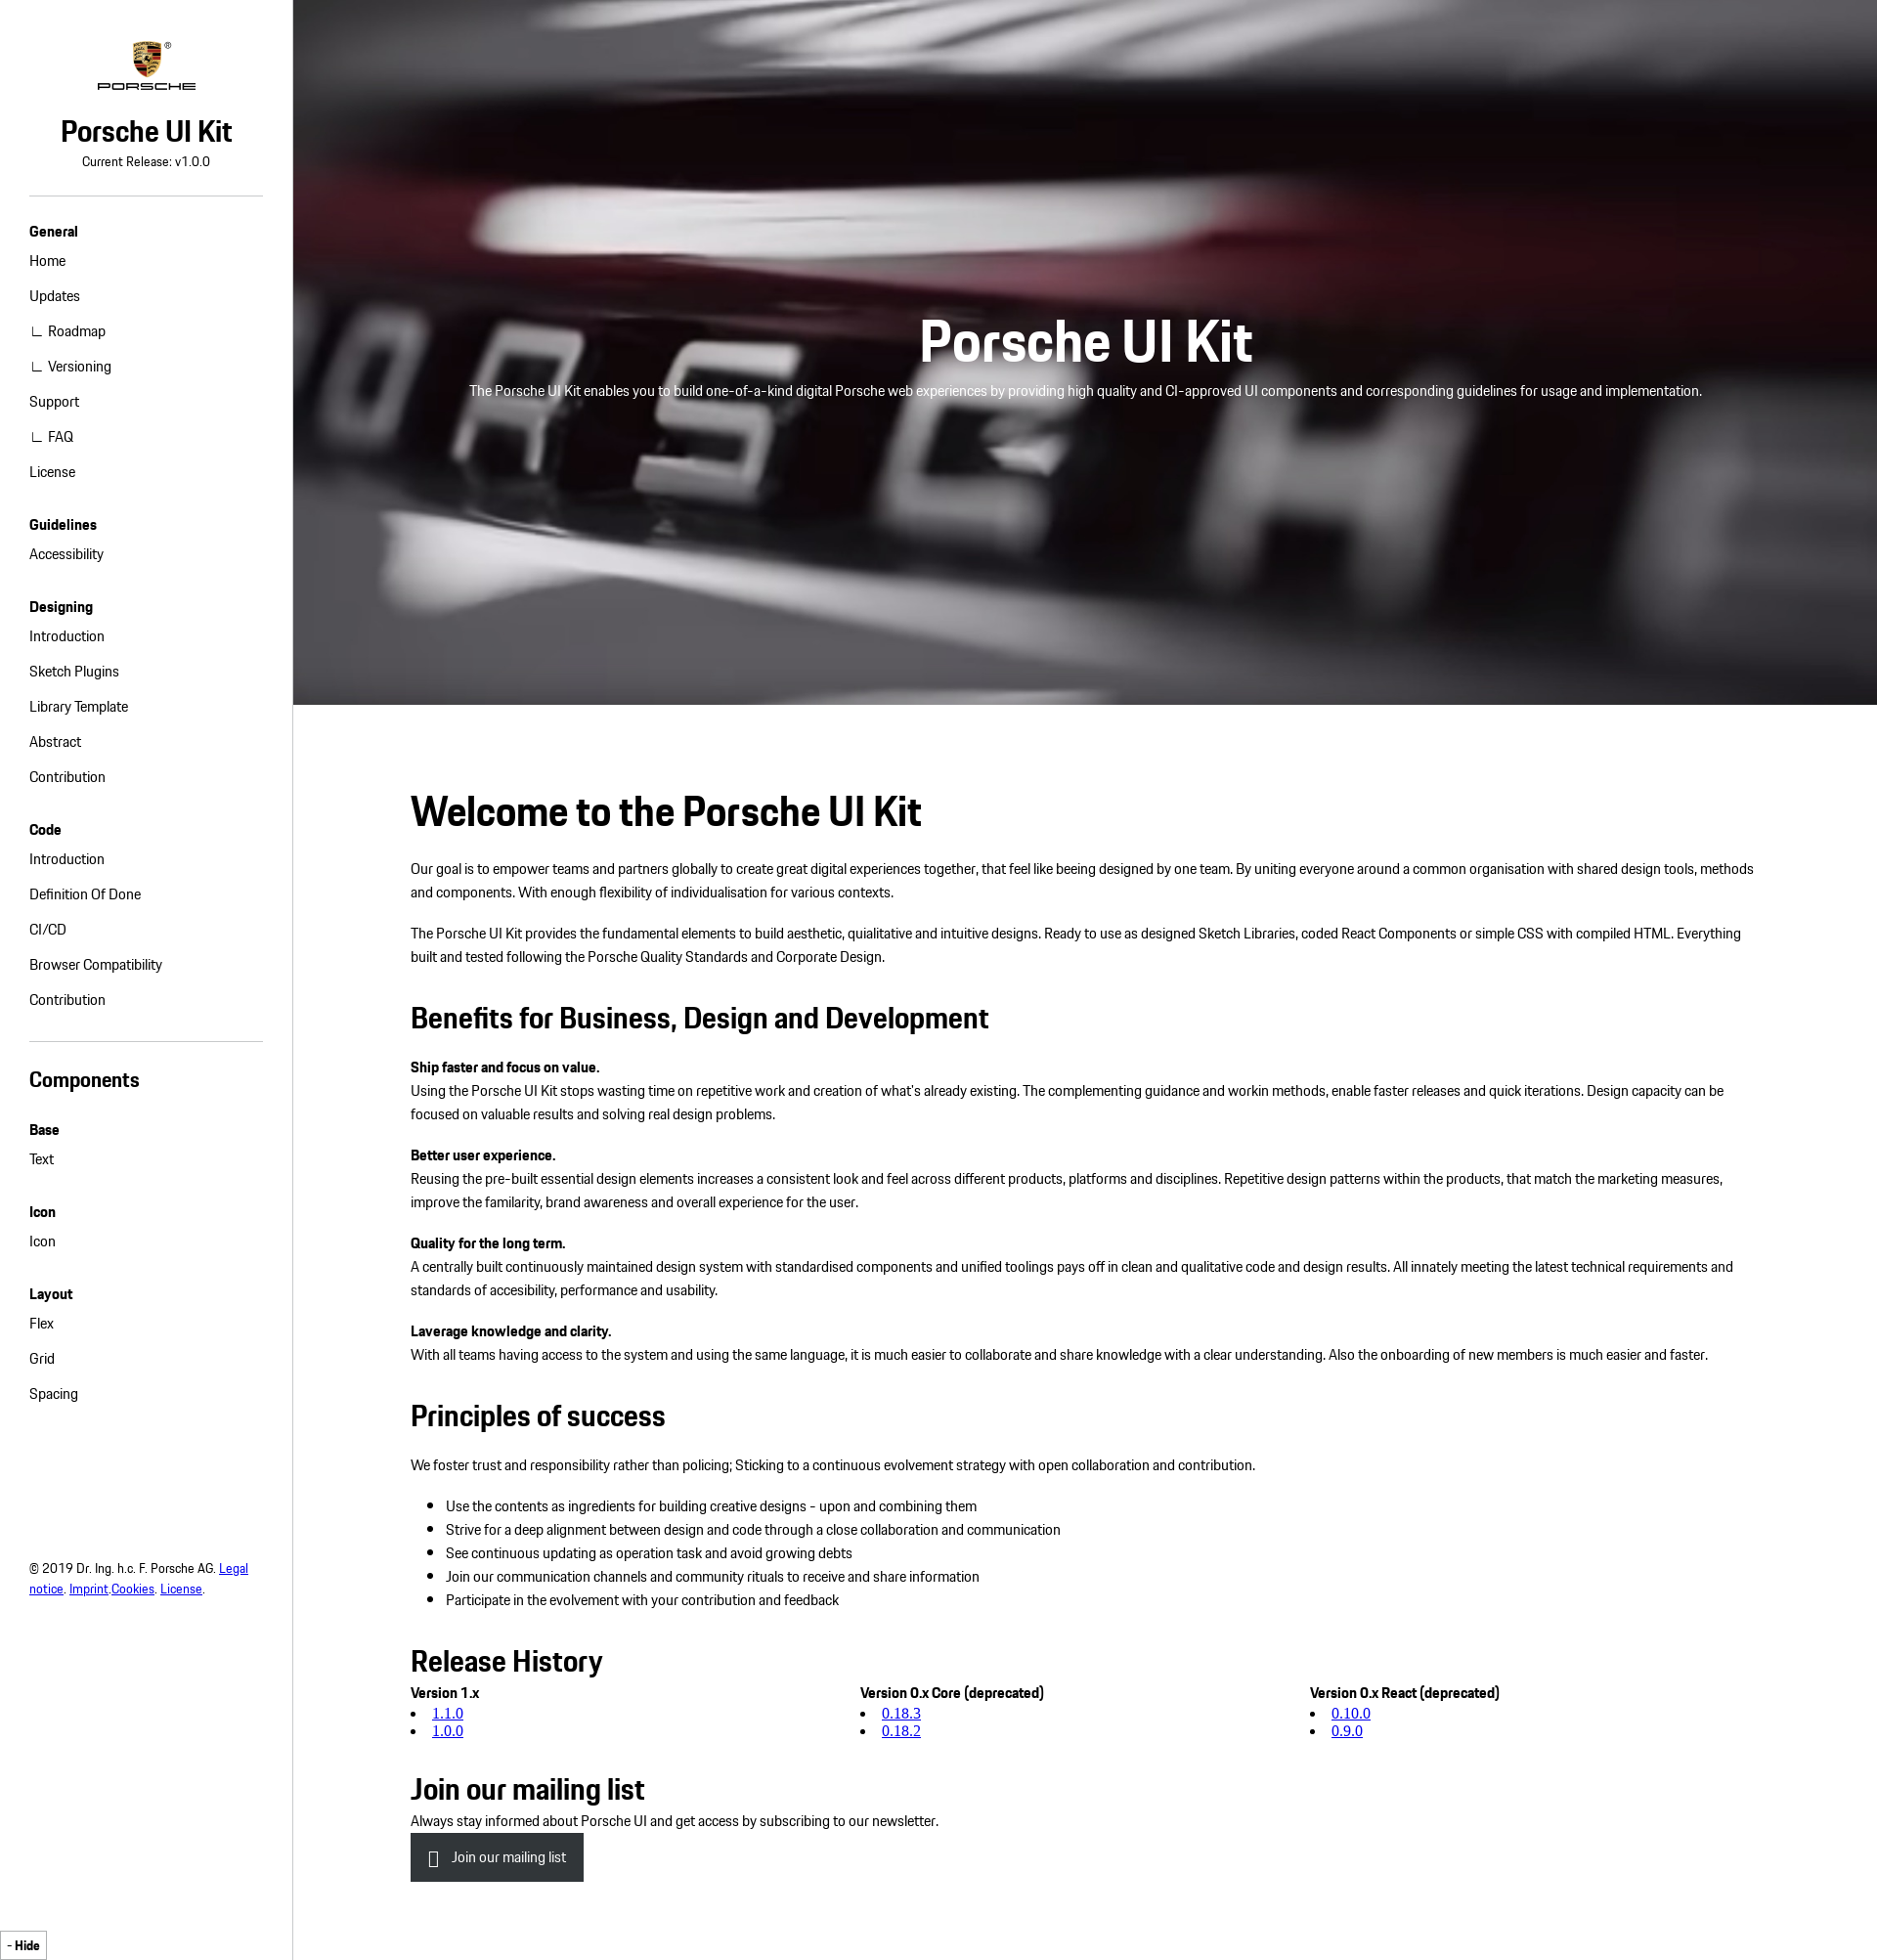 PORSCHE
®
PORSCHE
Porsche UI Kit
Current Release: v1.0.0
General
Home
Updates
∟ Roadmap
∟ Versioning
Support
∟ FAQ
License
Guidelines
Accessibility
Designing
Introduction
Sketch Plugins
Library Template
Abstract
Contribution
Code
Introduction
Definition Of Done
CI/CD
Browser Compatibility
Contribution
Components
Base
Text
Icon
Icon
Layout
Flex
Grid
Spacing
© 2019 Dr. Ing. h.c. F. Porsche AG. Legal
notice. Imprint.Cookies. License.
- Hide
ORSCHE
Porsche UI Kit
The Porsche UI Kit enables you to build one-of-a-kind digital Porsche web experiences by providing high quality and CI-approved UI components and corresponding guidelines for usage and implementation.
Welcome to the Porsche UI Kit
Our goal is to empower teams and partners globally to create great digital experiences together, that feel like beeing designed by one team. By uniting everyone around a common organisation with shared design tools, methods
and components. With enough flexibility of individualisation for various contexts.
The Porsche UI Kit provides the fundamental elements to build aesthetic, quialitative and intuitive designs. Ready to use as designed Sketch Libraries, coded React Components or simple CSS with compiled HTML. Everything
built and tested following the Porsche Quality Standards and Corporate Design.
Benefits for Business, Design and Development
Ship faster and focus on value.
Using the Porsche UI Kit stops wasting time on repetitive work and creation of what's already existing. The complementing guidance and workin methods, enable faster releases and quick iterations. Design capacity can be
focused on valuable results and solving real design problems.
Better user experience.
Reusing the pre-built essential design elements increases a consistent look and feel across different products, platforms and disciplines. Repetitive design patterns within the products, that match the marketing measures,
improve the familarity, brand awareness and overall experience for the user.
Quality for the long term.
A centrally built continuously maintained design system with standardised components and unified toolings pays off in clean and qualitative code and design results. All innately meeting the latest technical requirements and
standards of accesibility, performance and usability.
Laverage knowledge and clarity.
With all teams having access to the system and using the same language, it is much easier to collaborate and share knowledge with a clear understanding. Also the onboarding of new members is much easier and faster.
Principles of success
We foster trust and responsibility rather than policing; Sticking to a continuous evolvement strategy with open collaboration and contribution.
• Use the contents as ingredients for building creative designs - upon and combining them
• Strive for a deep alignment between design and code through a close collaboration and communication
• See continuous updating as operation task and avoid growing debts
• Join our communication channels and community rituals to receive and share information
• Participate in the evolvement with your contribution and feedback
Release History
Version 1.x
• 1.1.0
• 1.0.0
Version 0.x Core (deprecated)
• 0.18.3
• 0.18.2
Version 0.x React (deprecated)
• 0.10.0
• 0.9.0
Join our mailing list
Always stay informed about Porsche UI and get access by subscribing to our newsletter.
Join our mailing list